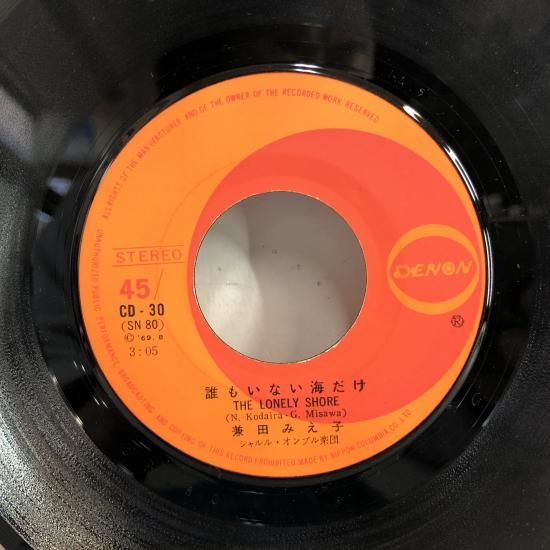 ALL RIGHTS OF THE MANUFACTURER AND OF THE OWNER OF THE RECORDED WORK RESERVED
UNAUTHORIZED PUBLIC PERFORMANCE, BROADCASTING
AND COPYING OF THIS RECORD PROHIBITED MADE BY NIPPON COLUMBIA CO., LTD
STEREO
45
CD-30
(SN 80)
© '69. 8
3:05
DENON
R
誰もいない海だけ
THE LONELY SHORE
(N. Kodaira-G. Misawa)
兼田みえ子
シャルル・オンブル楽団